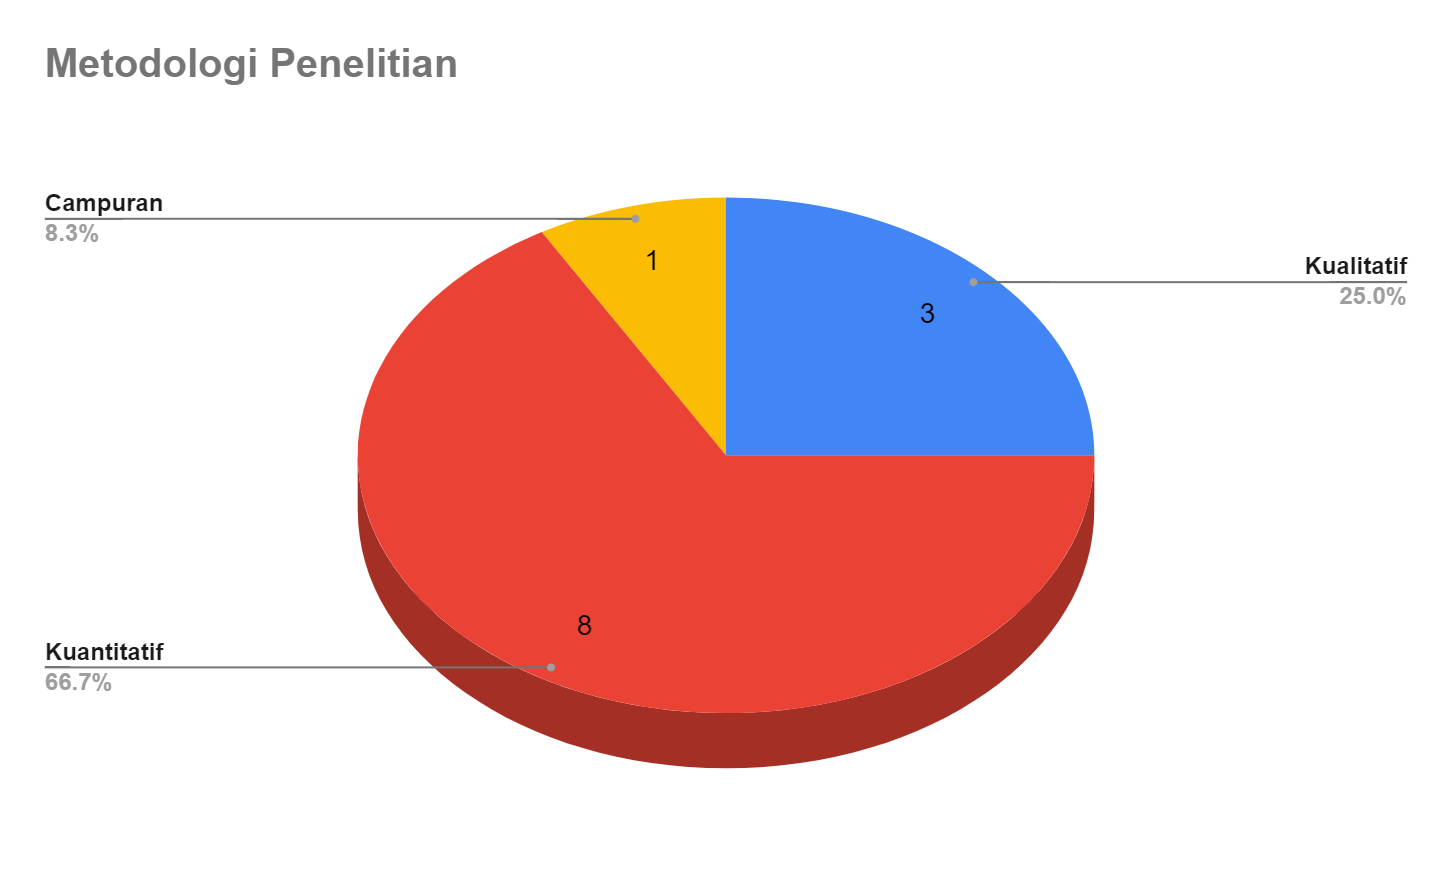 Metodologi Penelitian
Campuran
8.3%
1
Kualitatif
25.0%
3
8
Kuantitatif
66.7%